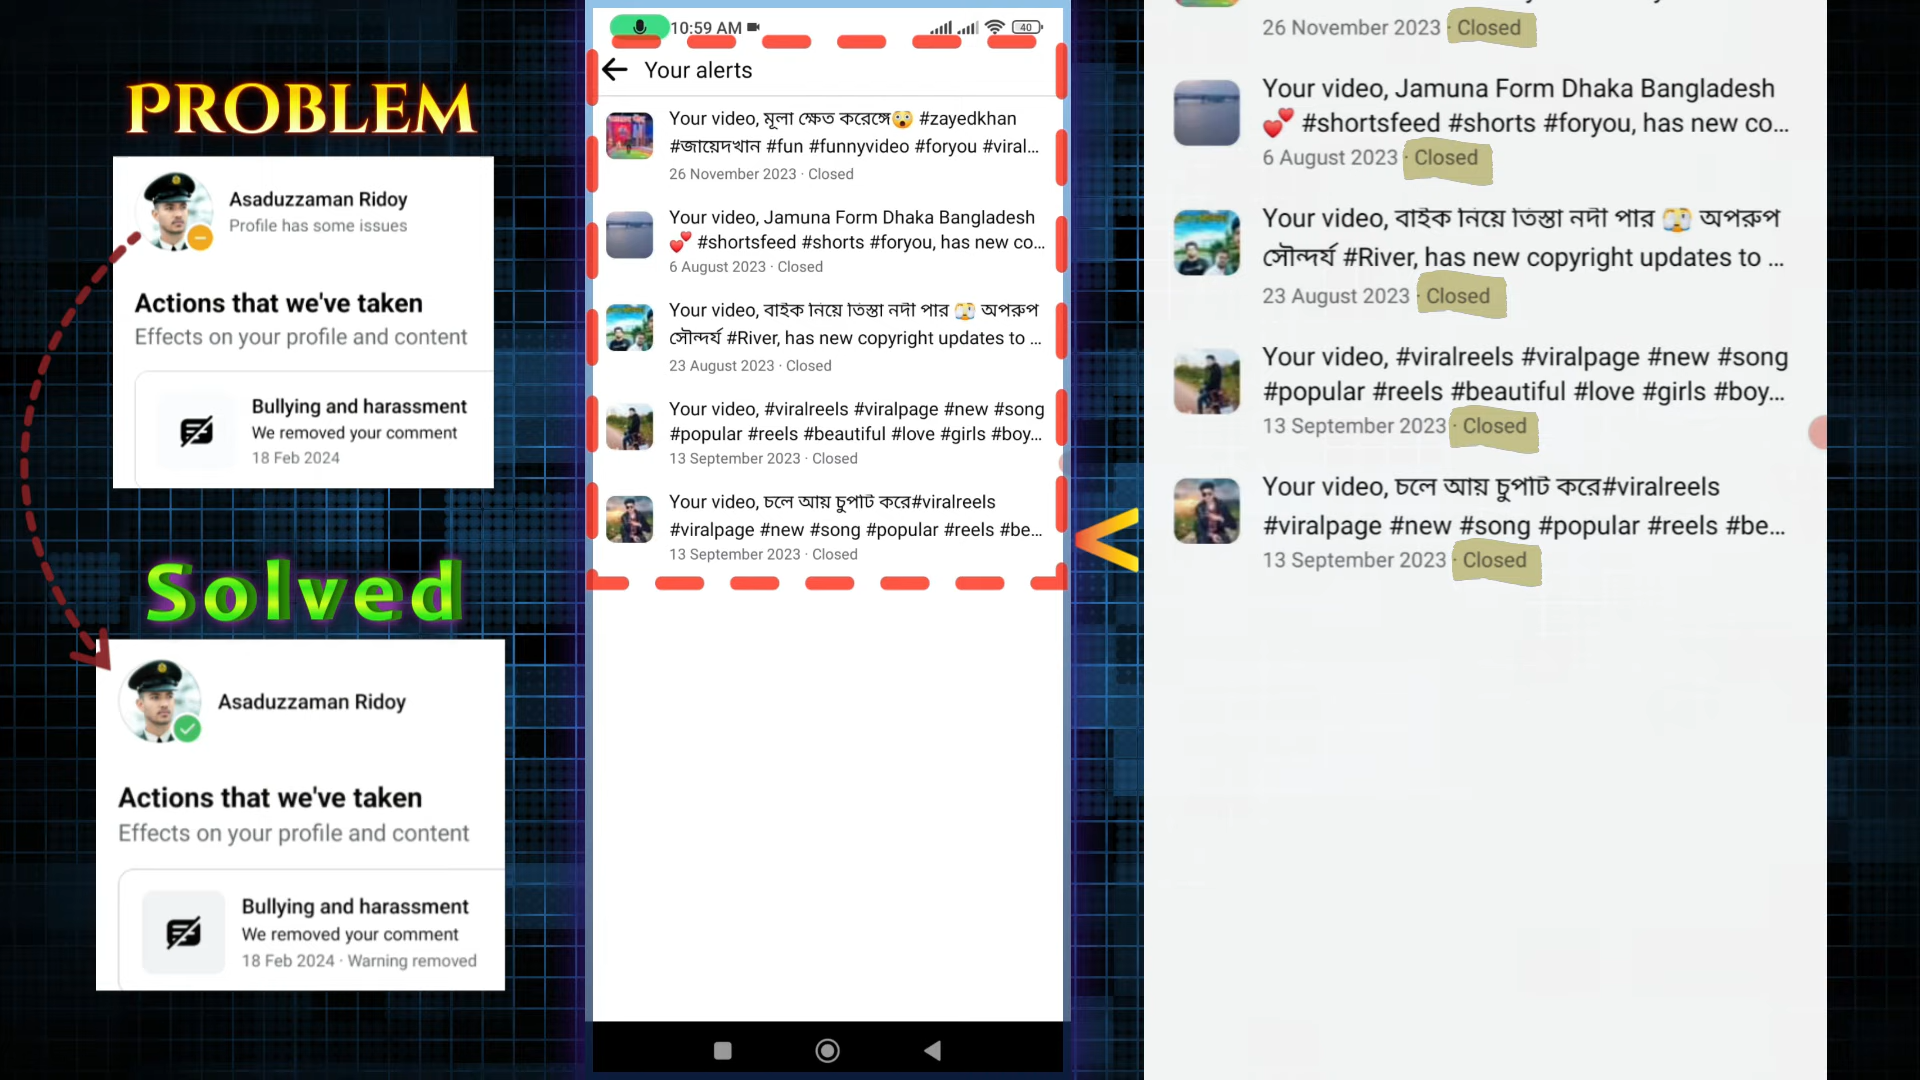 PROBLEM
Asaduzzaman Ridoy
Profile has some issues
Actions that we've taken
Effects on your profile and content
Bullying and harassment
We removed your comment
18 Feb 2024
Solved
Asaduzzaman Ridoy
Actions that we've taken
Effects on your profile and content
Bullying and harassment
We removed your comment
18 Feb 2024 · Warning removed
10:59 AM
40
Your alerts
Your video, মূলা ক্ষেত করেঙ্গে😲 #zayedkhan
#জায়েদখান #fun #funnyvideo #foryou #viral...
26 November 2023 · Closed
Your video, Jamuna Form Dhaka Bangladesh
💕 #shortsfeed #shorts #foryou, has new co...
6 August 2023 · Closed
Your video, বাইক নিয়ে তিস্তা নদী পার 🫣 অপরুপ
সৌন্দর্য #River, has new copyright updates to ...
23 August 2023 · Closed
Your video, #viralreels #viralpage #new #song
#popular #reels #beautiful #love #girls #boy...
13 September 2023 · Closed
Your video, চলে আয় চুপটি করে#viralreels
#viralpage #new #song #popular #reels #be...
13 September 2023 · Closed
26 November 2023 · Closed
Your video, Jamuna Form Dhaka Bangladesh
💕 #shortsfeed #shorts #foryou, has new co...
6 August 2023 · Closed
Your video, বাইক নিয়ে তিস্তা নদী পার 🫣 অপরুপ
সৌন্দর্য #River, has new copyright updates to ...
23 August 2023 · Closed
Your video, #viralreels #viralpage #new #song
#popular #reels #beautiful #love #girls #boy...
13 September 2023 · Closed
Your video, চলে আয় চুপটি করে#viralreels
#viralpage #new #song #popular #reels #be...
13 September 2023 · Closed